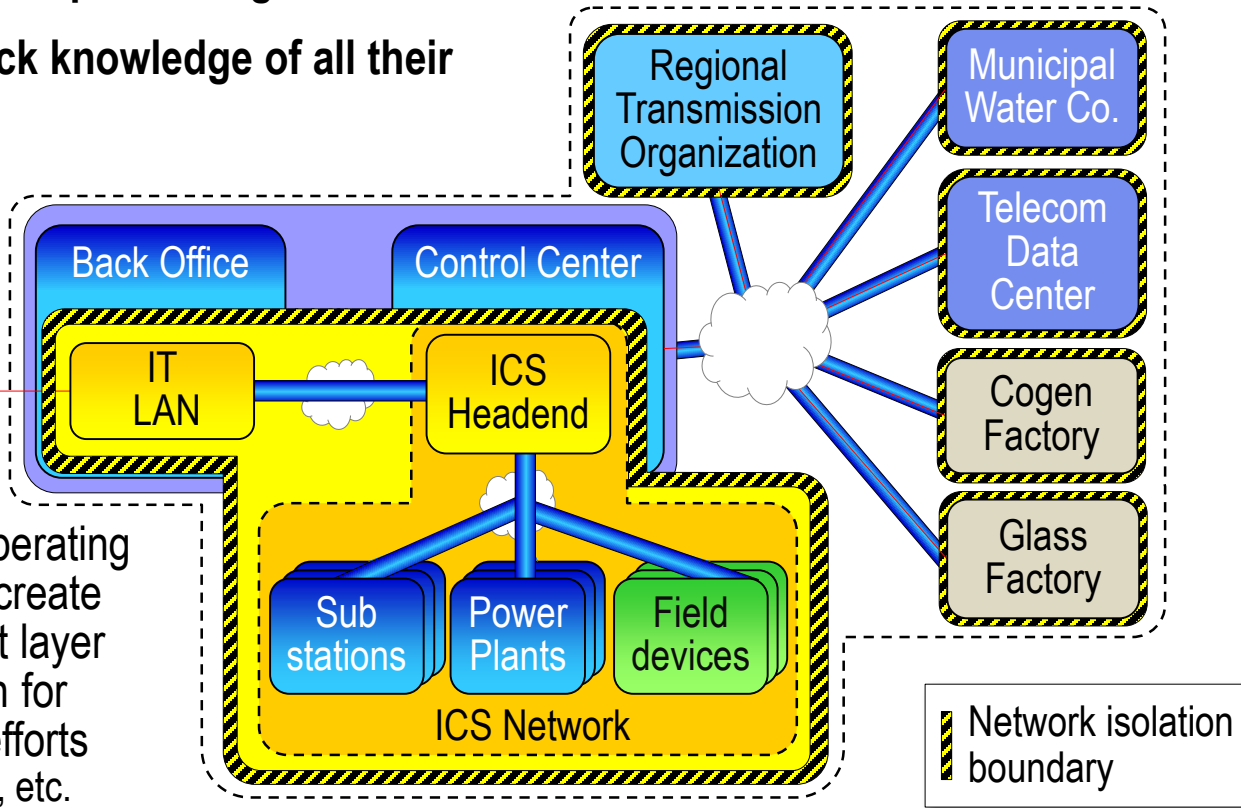 ck knowledge of all their
Regional
Transmission
Organization
Municipal
Water Co.
Telecom
Data
Center
Cogen
Factory
Glass
Factory
Back Office
Control Center
IT
LAN
ICS
Headend
Sub
stations
Power
Plants
Field
devices
ICS Network
perating
create
t layer
n for
efforts
, etc.
Network isolation
boundary